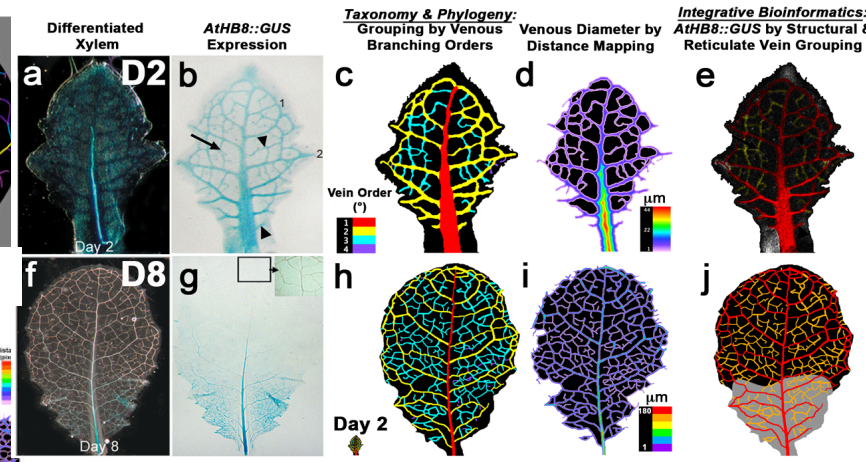 Differentiated
Xylem
AtHB8::GUS
Expression
Taxonomy & Phylogeny:
Grouping by Venous
Branching Orders
Venous Diameter by
Distance Mapping
Integrative Bioinformatics:
AtHB8::GUS by Structural &
Reticulate Vein Grouping
a
D2
b
c
d
e
1
2
Vein Order
(°)
1
2
3
4
μm
44
22
1
Day 2
f
D8
g
h
i
j
Day 8
Day 2
μm
180
1